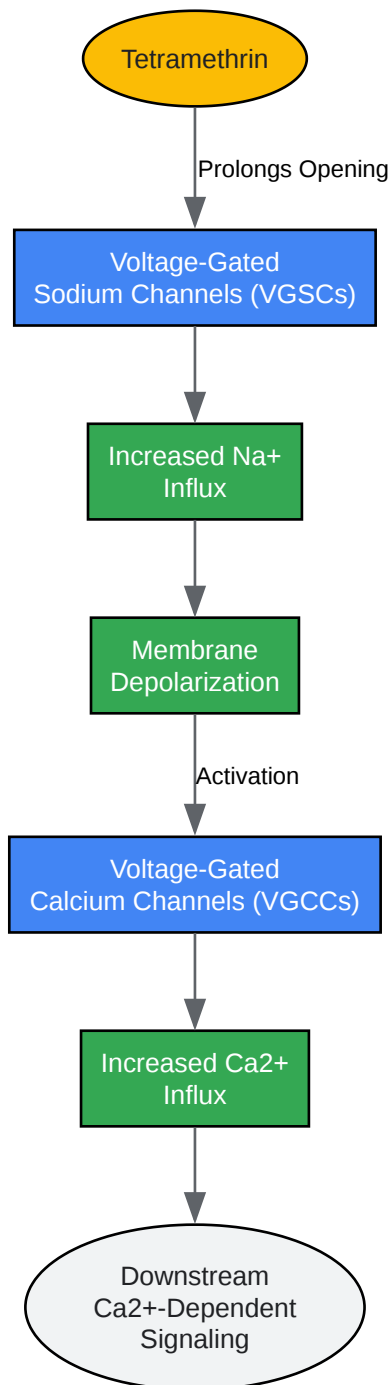 Tetramethrin
Prolongs Opening
Voltage-Gated
Sodium Channels (VGSCs)
Increased Na+
Influx
Membrane
Depolarization
Activation
Voltage-Gated
Calcium Channels (VGCCs)
Increased Ca2+
Influx
Downstream
Ca2+-Dependent
Signaling